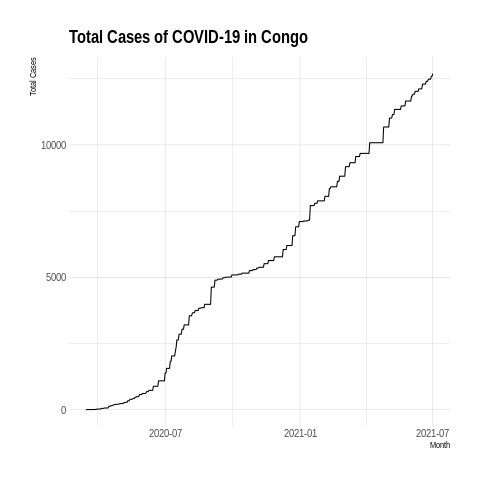 Total Cases of COVID-19 in Congo
Total Cases
10000
5000
0
2020-07
2021-01
2021-07
Month